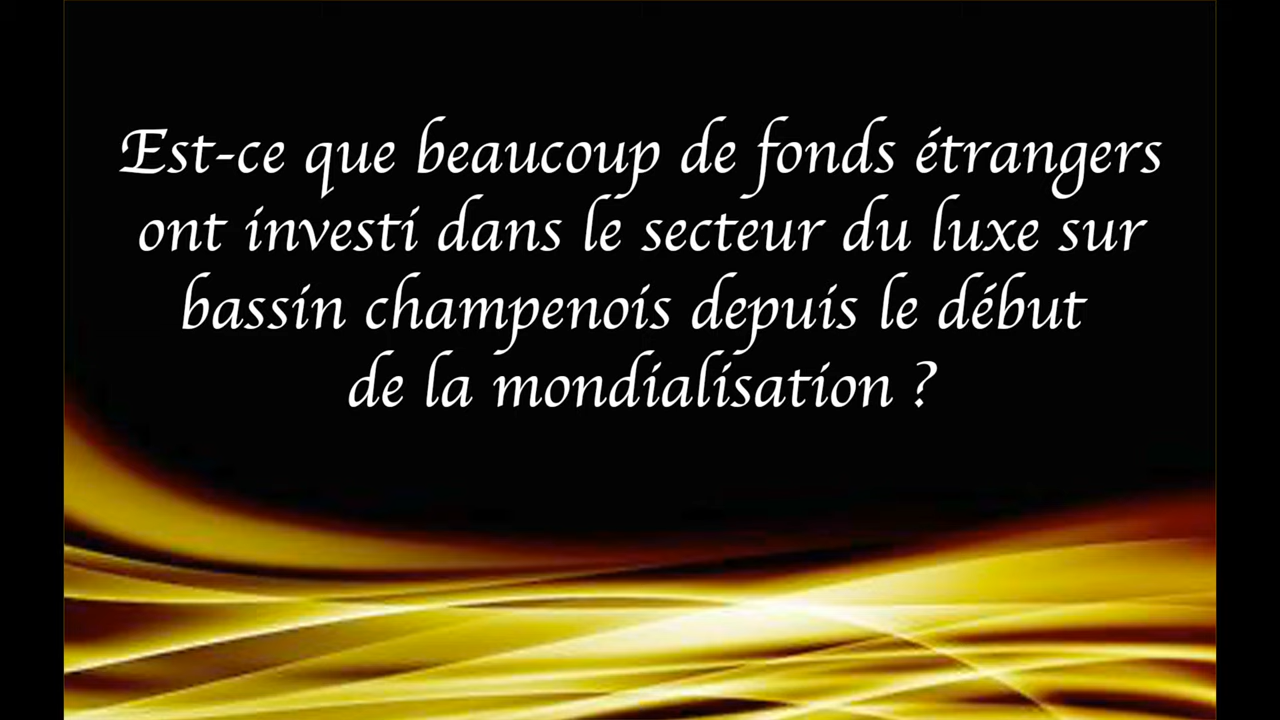 Est-ce que beaucoup de fonds étrangers
ont investi dans le secteur du luxe sur
bassin champenois depuis le début
de la mondialisation ?